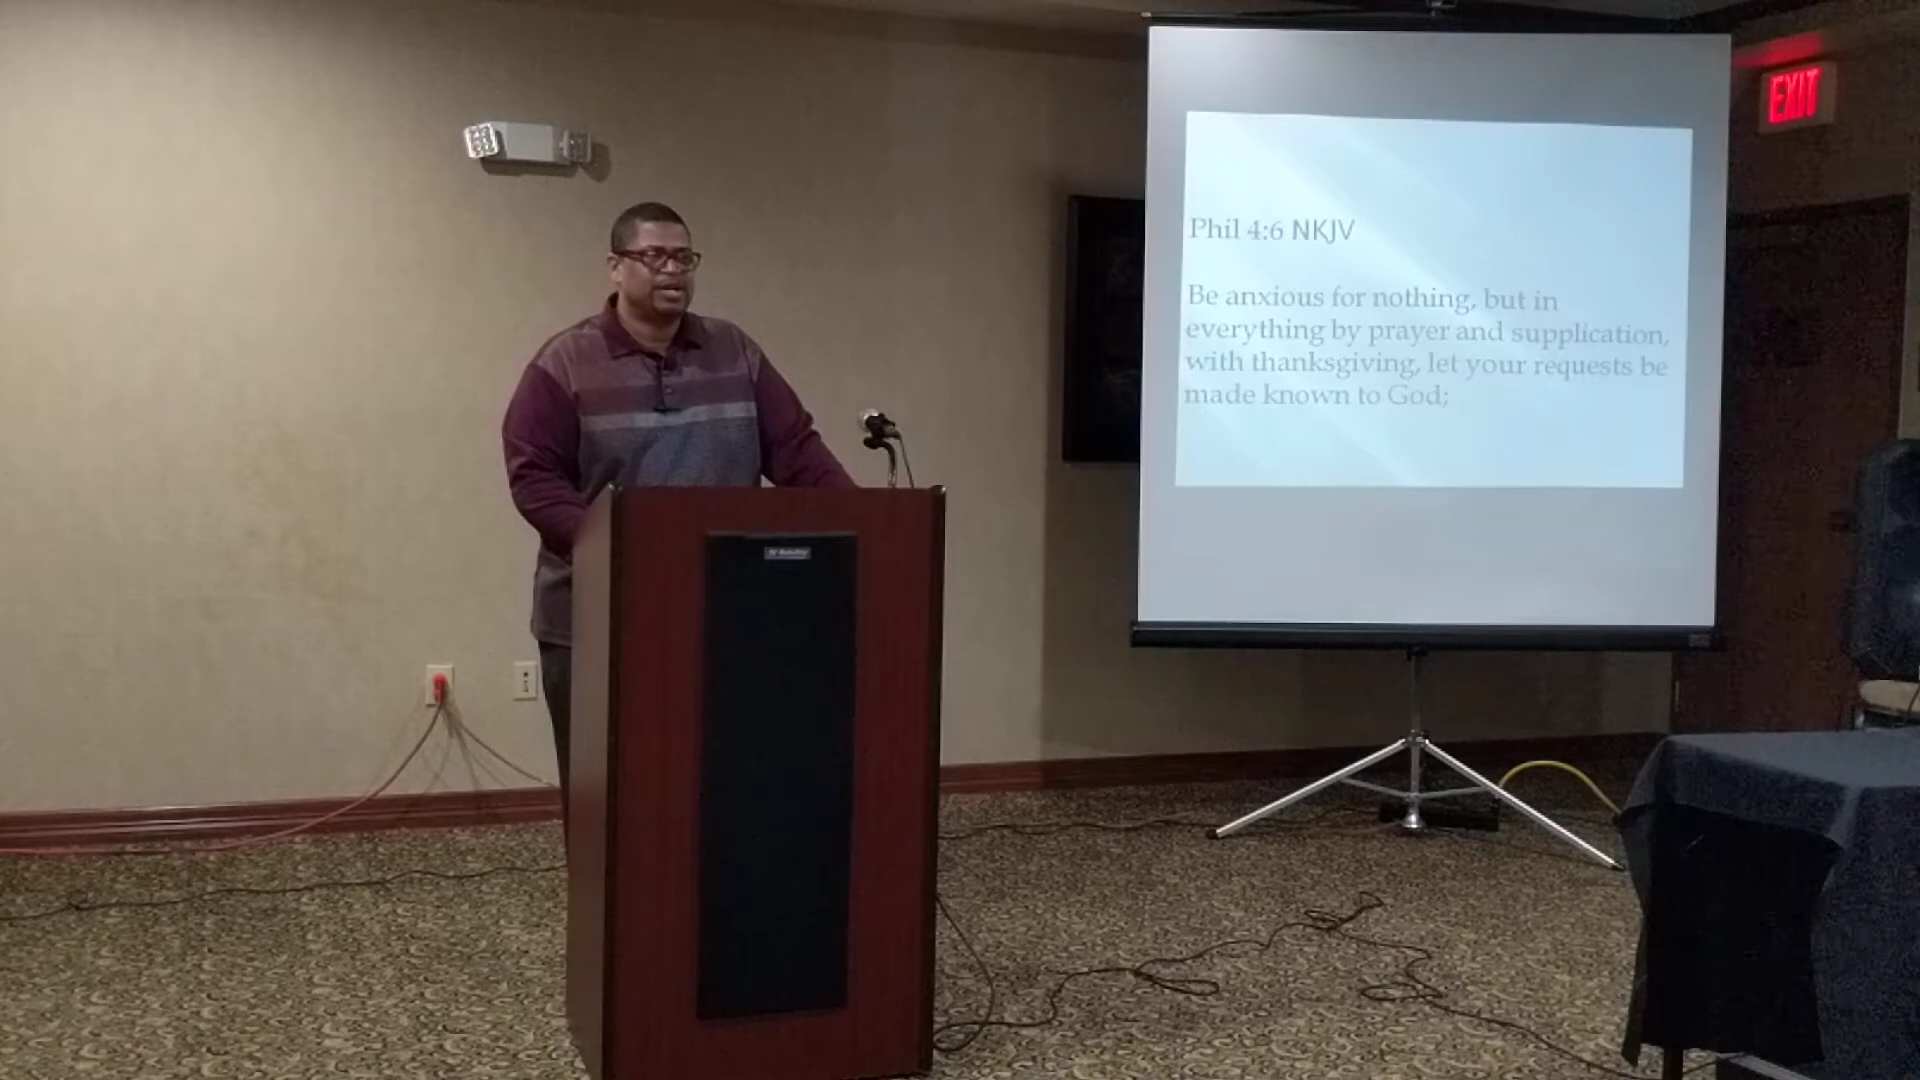 EXIT
Phil 4:6 NKJV
Be anxious for nothing, but in
everything by prayer and supplication,
with thanksgiving, let your requests be
made known to God;